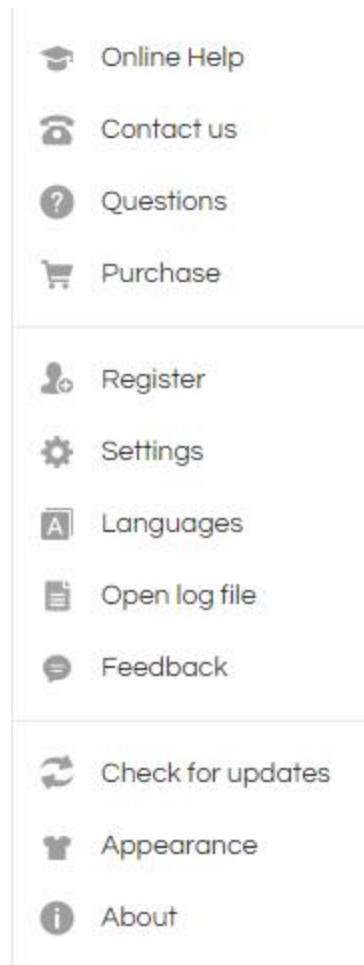 Online Help
Contact us
Questions
Purchase
Register
Settings
Languages
Open log file
Feedback
Check for updates
Appearance
About